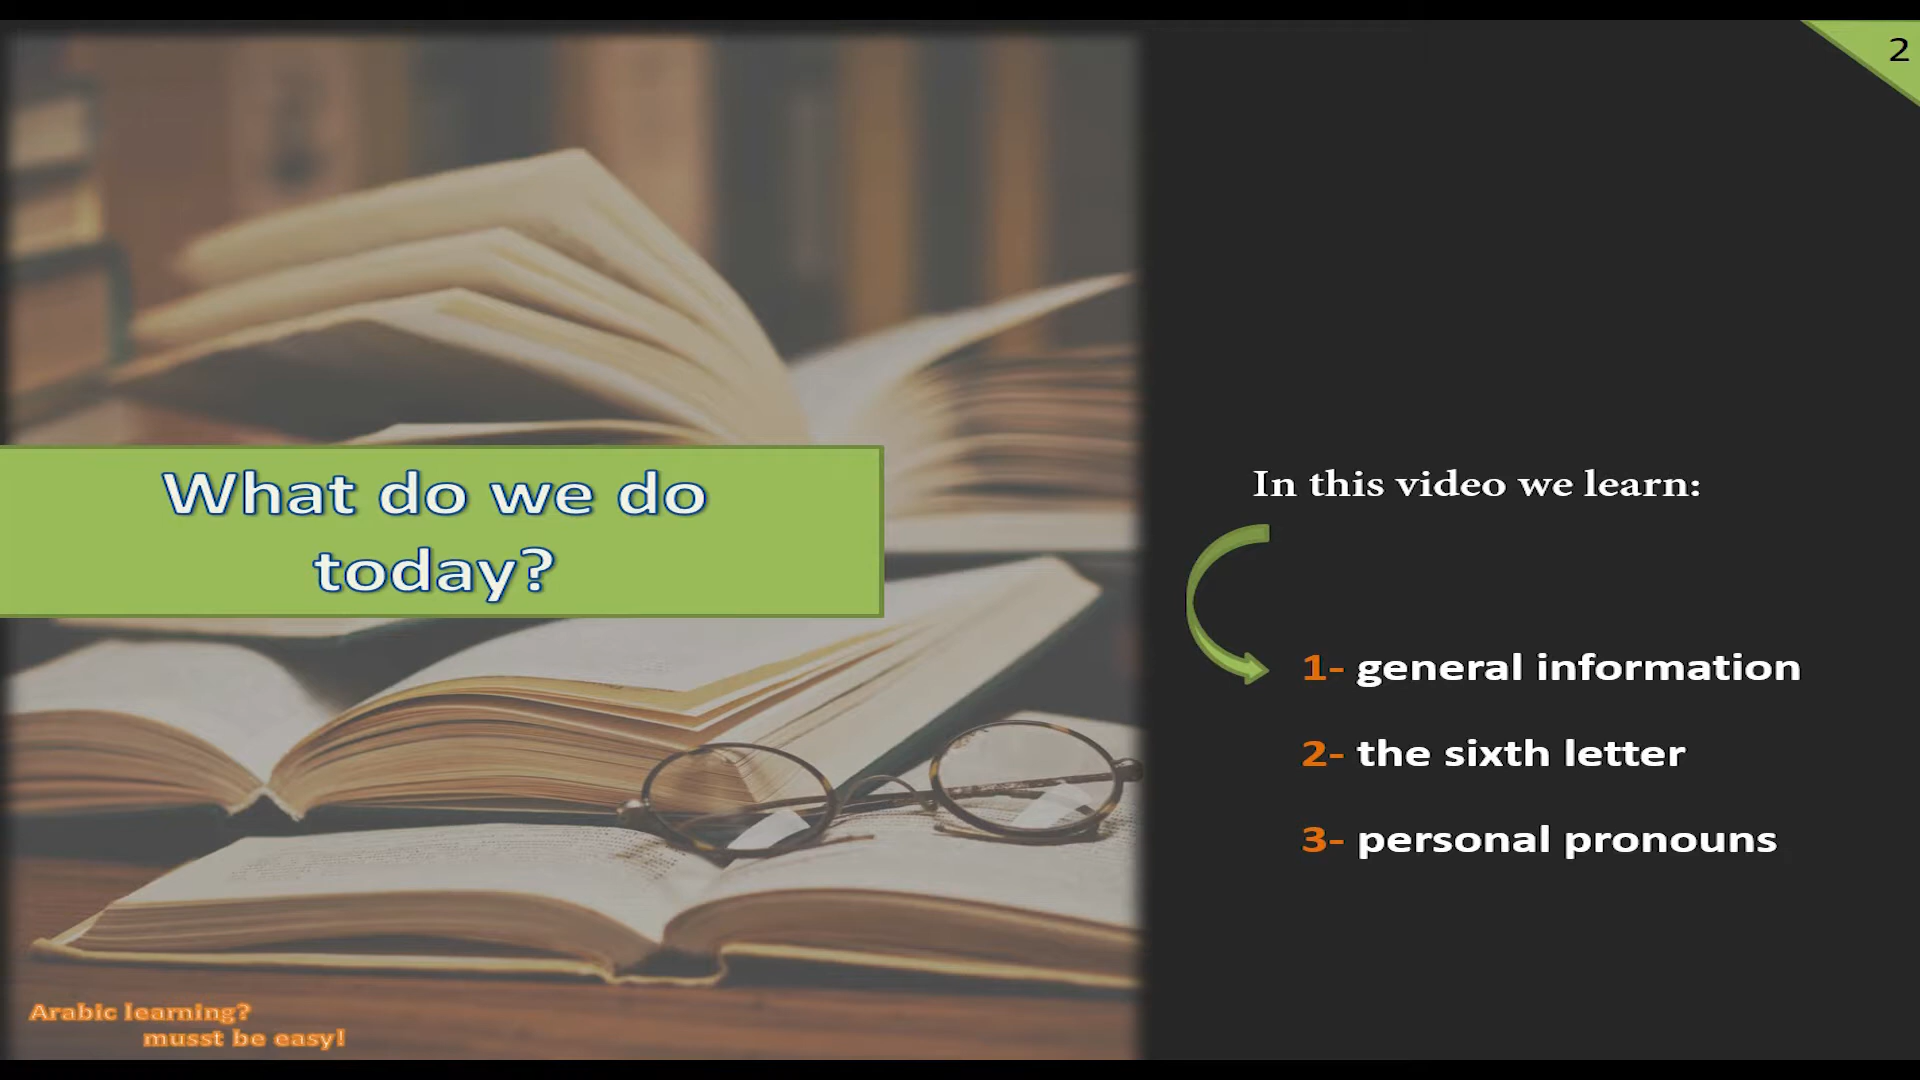 2
What do we do
today?
In this video we learn:
1- general information
2- the sixth letter
3- personal pronouns
Arabic learning?
musst be easy!